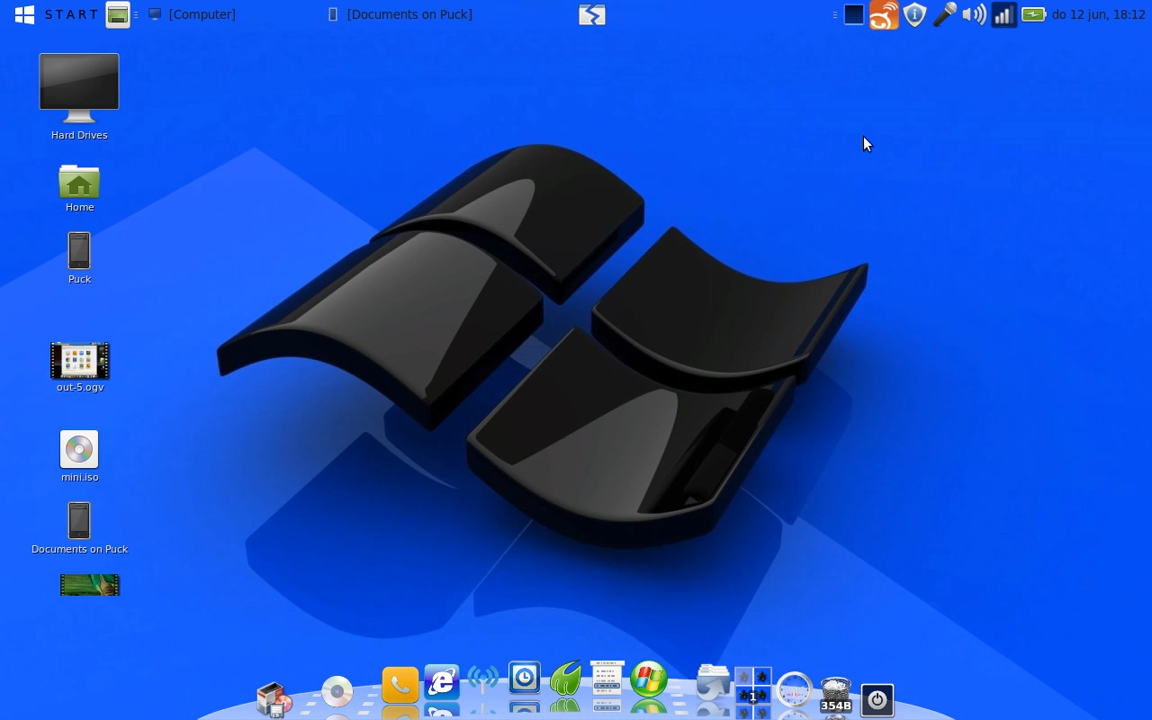 START
[Computer]
[Documents on Puck]
do 12 jun, 18:12
Hard Drives
Home
Puck
out-5.ogv
mini.iso
Documents on Puck
1
354B